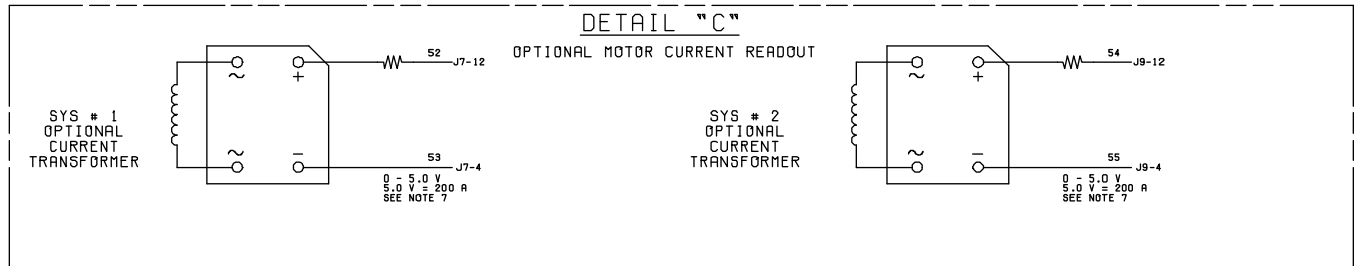 DETAIL "C"
OPTIONAL MOTOR CURRENT READOUT
SYS # 1
OPTIONAL
CURRENT
TRANSFORMER
~ +
~ -
52
J7-12
53
J7-4
0 - 5.0 V
5.0 V = 200 A
SEE NOTE 7
SYS # 2
OPTIONAL
CURRENT
TRANSFORMER
~ +
~ -
54
J9-12
55
J9-4
0 - 5.0 V
5.0 V = 200 A
SEE NOTE 7